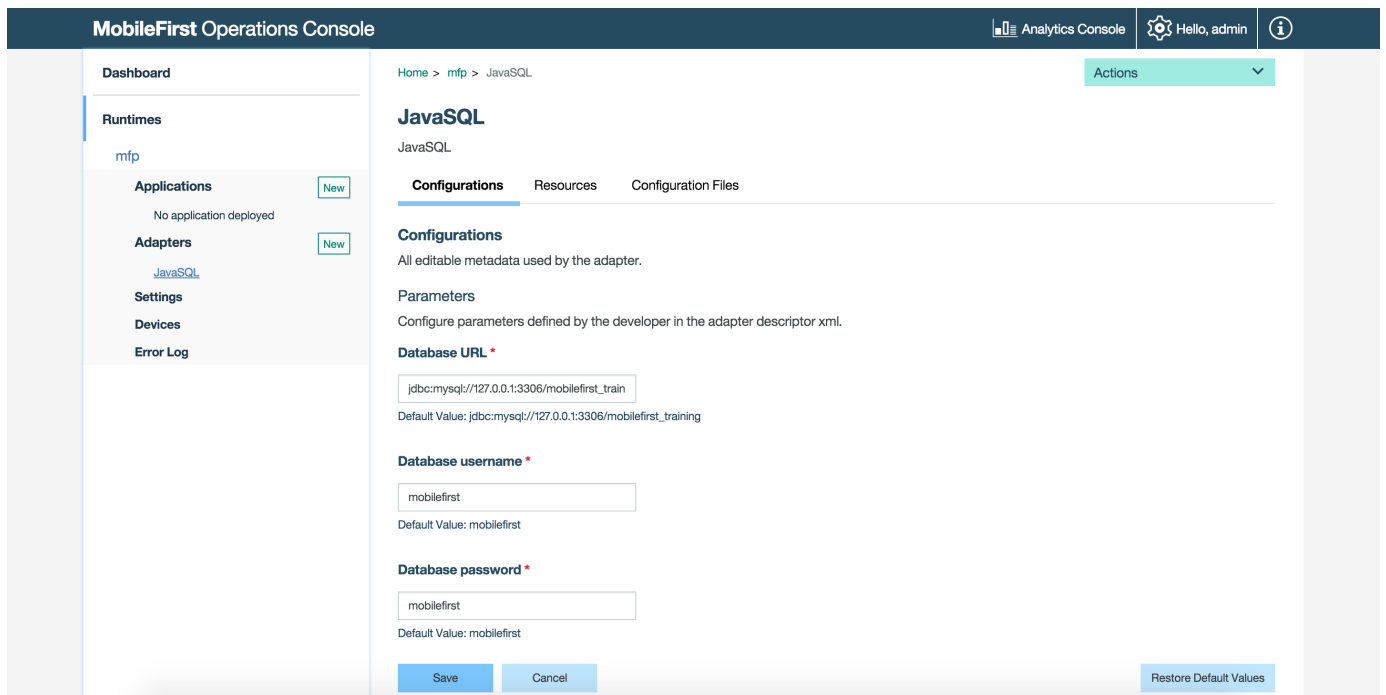 MobileFirst Operations Console
Analytics Console
Hello, admin
Dashboard
Runtimes
mfp
Applications New
No application deployed
Adapters New
JavaSQL
Settings
Devices
Error Log
Home > mfp > JavaSQL
Actions
JavaSQL
JavaSQL
Configurations Resources Configuration Files
Configurations
All editable metadata used by the adapter.
Parameters
Configure parameters defined by the developer in the adapter descriptor xml.
Database URL *
jdbc:mysql://127.0.0.1:3306/mobilefirst_train
Default Value: jdbc:mysql://127.0.0.1:3306/mobilefirst_training
Database username *
mobilefirst
Default Value: mobilefirst
Database password *
mobilefirst
Default Value: mobilefirst
Save Cancel Restore Default Values